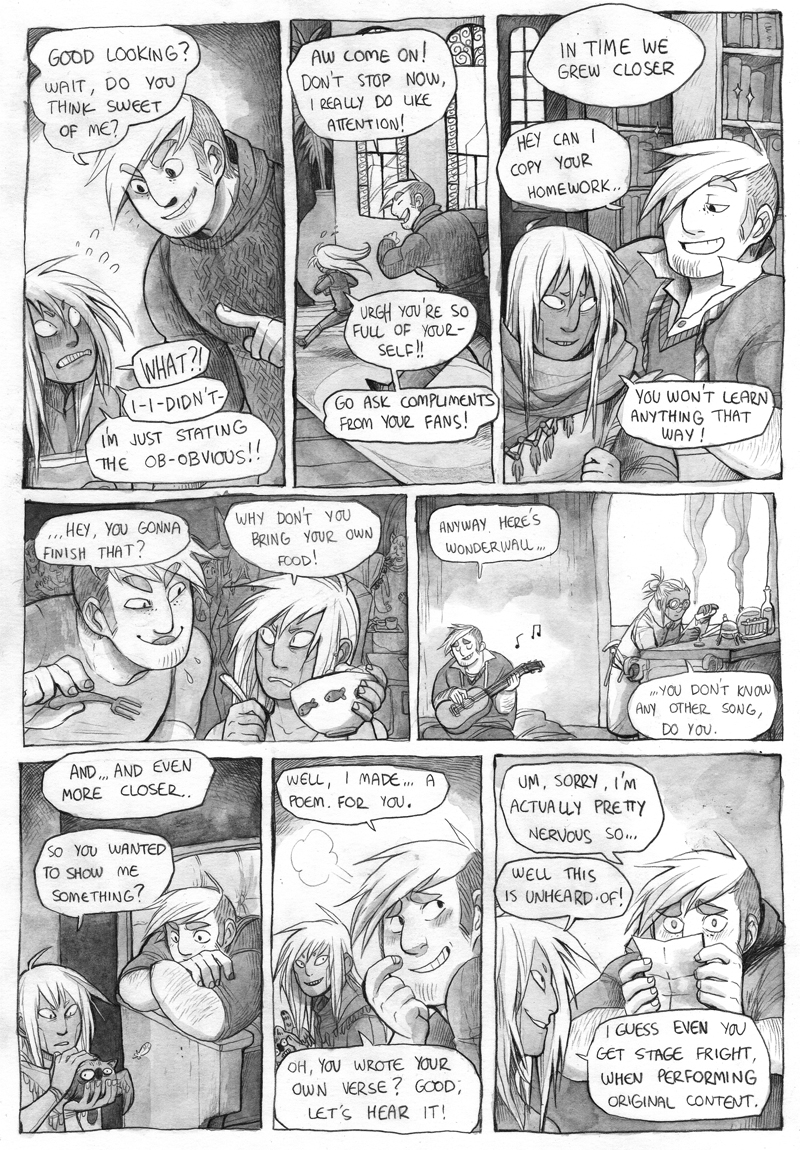 GOOD LOOKING?
WAIT, DO YOU
THINK SWEET
OF ME?
WHAT?!
I-I-DIDN'T-
I'M JUST STATING
THE OB-OBVIOUS!!
AW COME ON!
DON'T STOP NOW,
I REALLY DO LIKE
ATTENTION!
URGH YOU'RE SO
FULL OF YOUR-
SELF!!
GO ASK COMPLIMENTS
FROM YOUR FANS!
IN TIME WE
GREW CLOSER
HEY CAN I
COPY YOUR
HOMEWORK..
YOU WON'T LEARN
ANYTHING THAT
WAY!
...HEY, YOU GONNA
FINISH THAT?
WHY DON'T YOU
BRING YOUR OWN
FOOD!
ANYWAY, HERE'S
WONDERWALL...
...YOU DON'T KNOW
ANY OTHER SONG,
DO YOU.
AND... AND EVEN
MORE CLOSER..
SO YOU WANTED
TO SHOW ME
SOMETHING?
WELL, I MADE... A
POEM. FOR YOU.
OH, YOU WROTE YOUR
OWN VERSE? GOOD;
LET'S HEAR IT!
UM, SORRY, I'M
ACTUALLY PRETTY
NERVOUS SO...
WELL THIS
IS UNHEARD-OF!
I GUESS EVEN YOU
GET STAGE FRIGHT,
WHEN PERFORMING
ORIGINAL CONTENT.